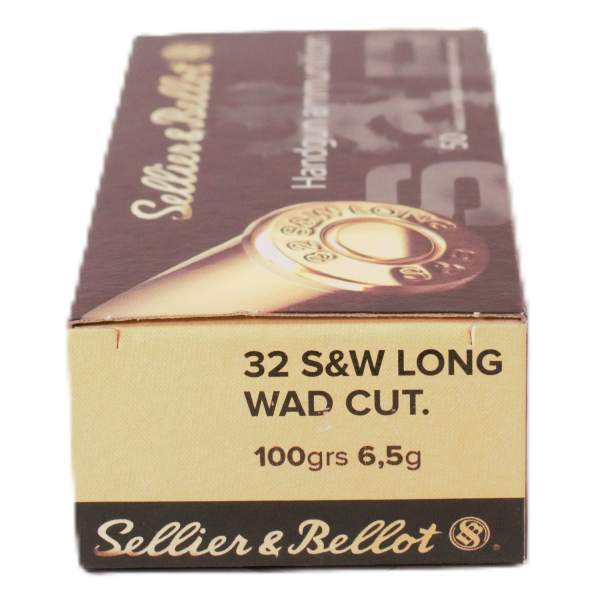 Sellier & Bellot
Handgun ammunition
50
S&B
32 S&W LONG
S&B
32 S&W LONG
WAD CUT.
100grs 6,5g
Sellier & Bellot